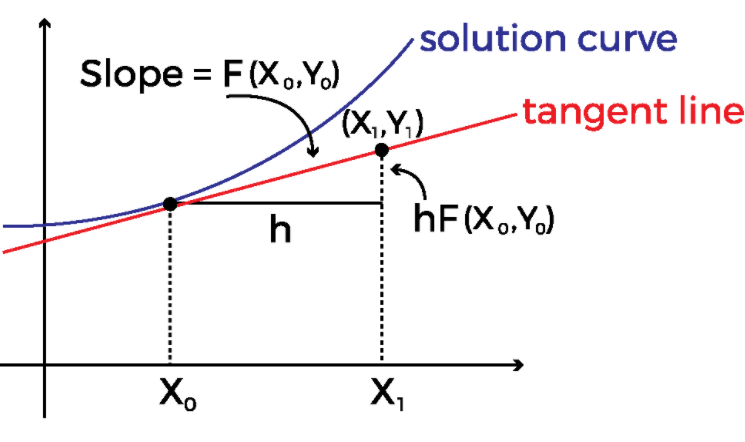 solution curve
Slope = F(X₀,Y₀)
tangent line
(X₁,Y₁)
h
hF(X₀,Y₀)
X₀
X₁